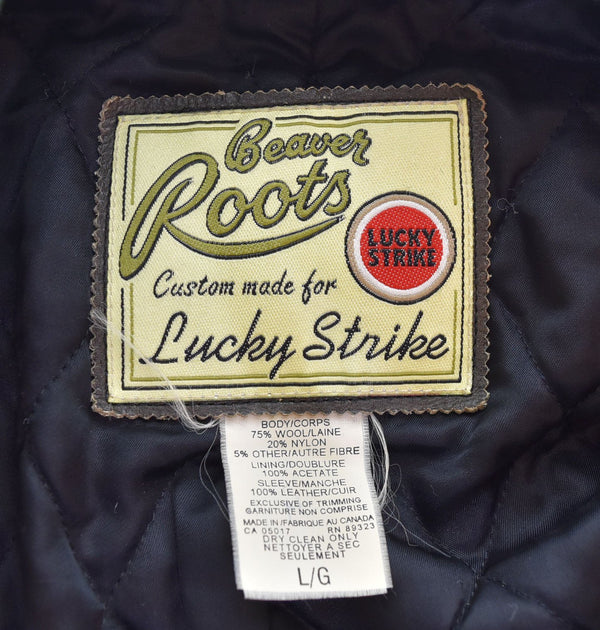 Beaver
Roots
LUCKY
STRIKE
Custom made for
Lucky Strike
BODY/CORPS
75% WOOL/LAINE
20% NYLON
5% OTHER/AUTRE FIBRE
LINING/DOUBLURE
100% ACETATE
SLEEVE/MANCHE
100% LEATHER/CUIR
EXCLUSIVE OF TRIMMING
GARNITURE NON COMPRISE
MADE IN/FABRIQUE AU CANADA
CA 05017 RN 89323
DRY CLEAN ONLY
NETTOYER A SEC
SEULEMENT
L/G